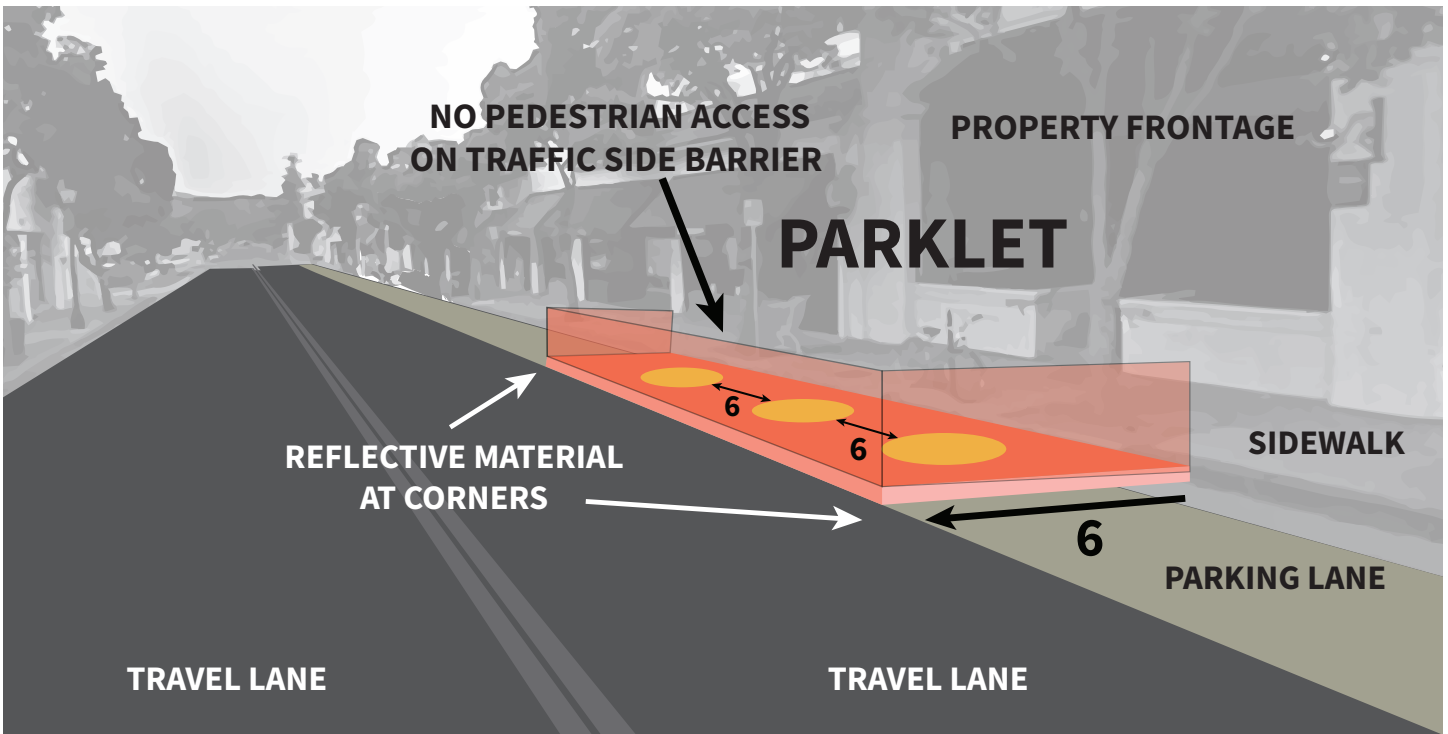 NO PEDESTRIAN ACCESS
ON TRAFFIC SIDE BARRIER
PROPERTY FRONTAGE
PARKLET
6
6
REFLECTIVE MATERIAL
AT CORNERS
SIDEWALK
6
PARKING LANE
TRAVEL LANE
TRAVEL LANE